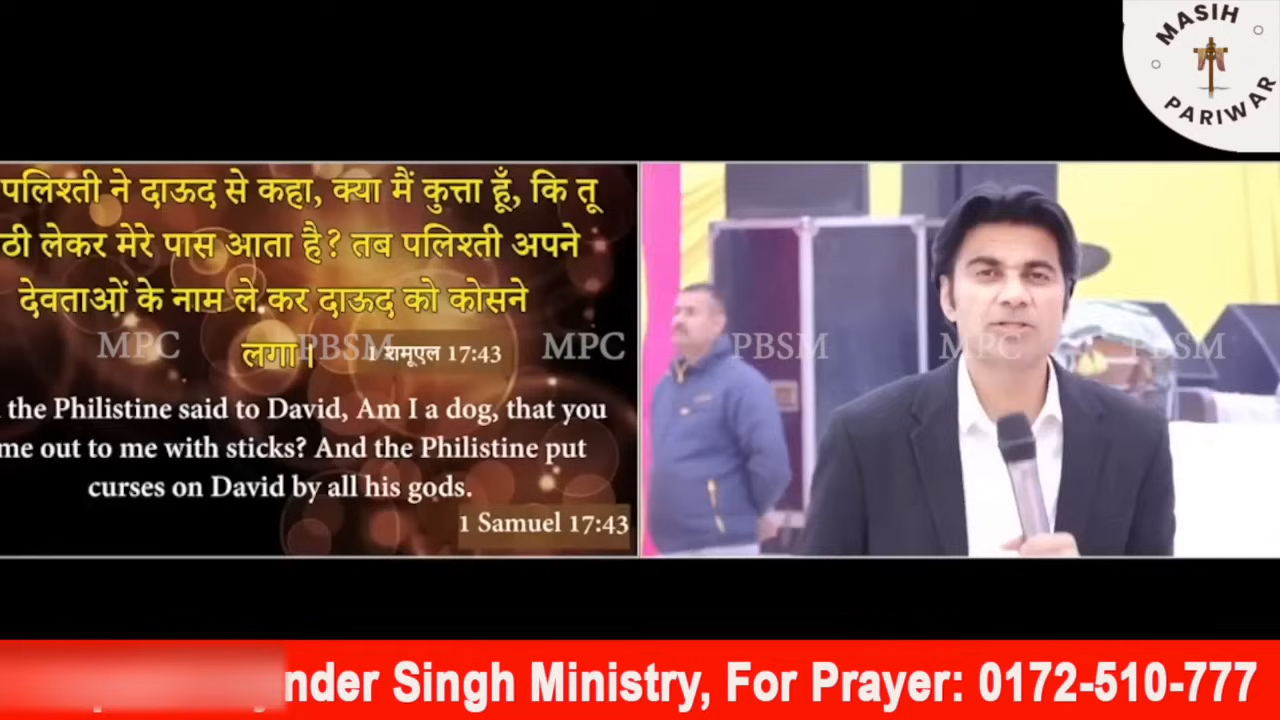 MASIH
PARIWAR
पलिश्ती ने दाऊद से कहा, क्या मैं कुत्ता हूँ, कि तू
ठी लेकर मेरे पास आता है? तब पलिश्ती अपने
देवताओं के नाम ले कर दाऊद को कोसने
लगा।
1 शमूएल 17:43
MPC PBSM MPC PBSM MPC PBSM
the Philistine said to David, Am I a dog, that you
me out to me with sticks? And the Philistine put
curses on David by all his gods.
1 Samuel 17:43
nder Singh Ministry, For Prayer: 0172-510-777